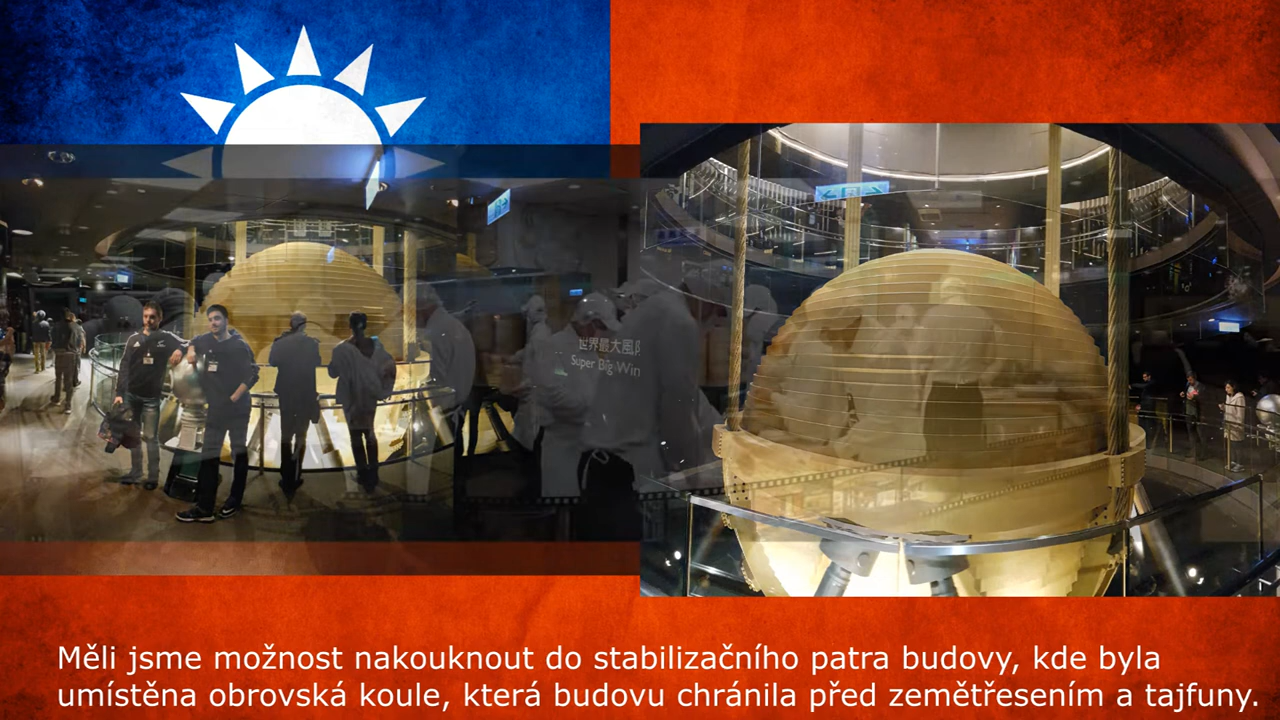 世界最大風阻
Super Big Win
Měli jsme možnost nakouknout do stabilizačního patra budovy, kde byla
umístěna obrovská koule, která budovu chránila před zemětřesením a tajfuny.